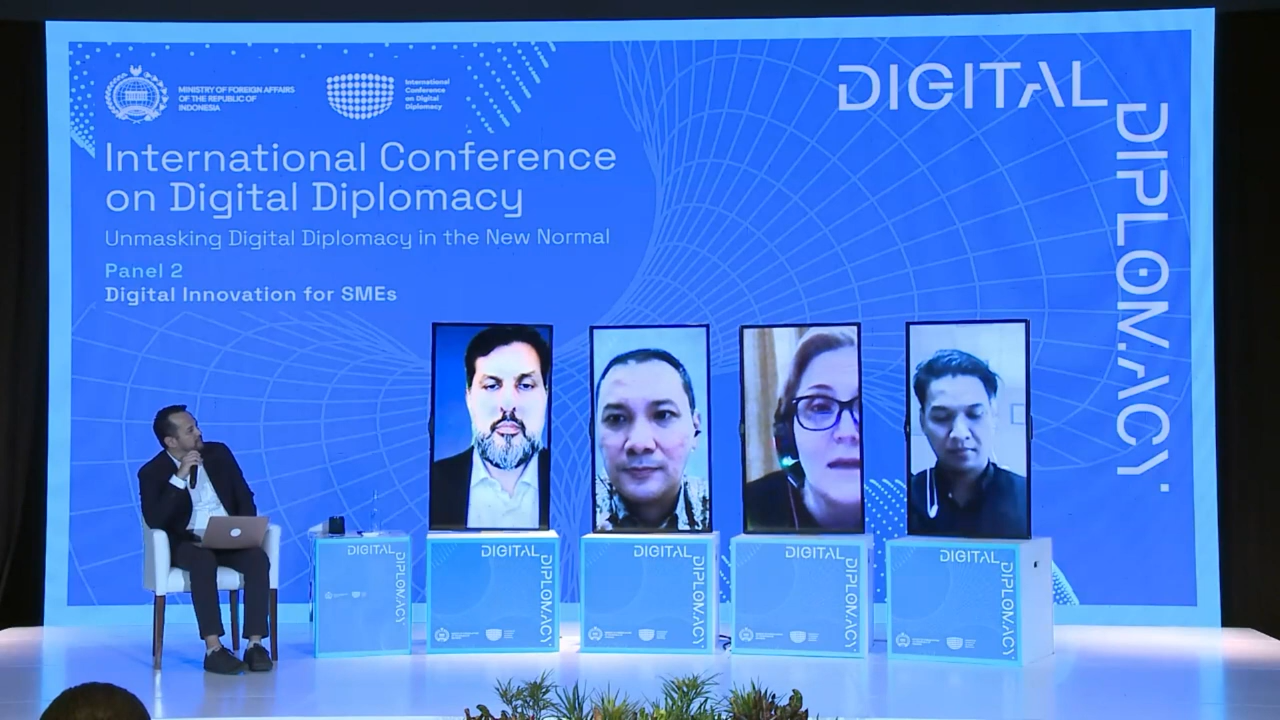 MINISTRY OF FOREIGN AFFAIRS
OF THE REPUBLIC OF
INDONESIA
International
Conference
on Digital
Diplomacy
DIGITAL
DIPLOMACY.
International Conference
on Digital Diplomacy
Unmasking Digital Diplomacy in the New Normal
Panel 2
Digital Innovation for SMEs
DIGITAL
DIPLOMACY
DIGITAL
DIPLOMACY
DIGITAL
DIPLOMACY
DIGITAL
DIPLOMACY
DIGITAL
DIPLOMACY